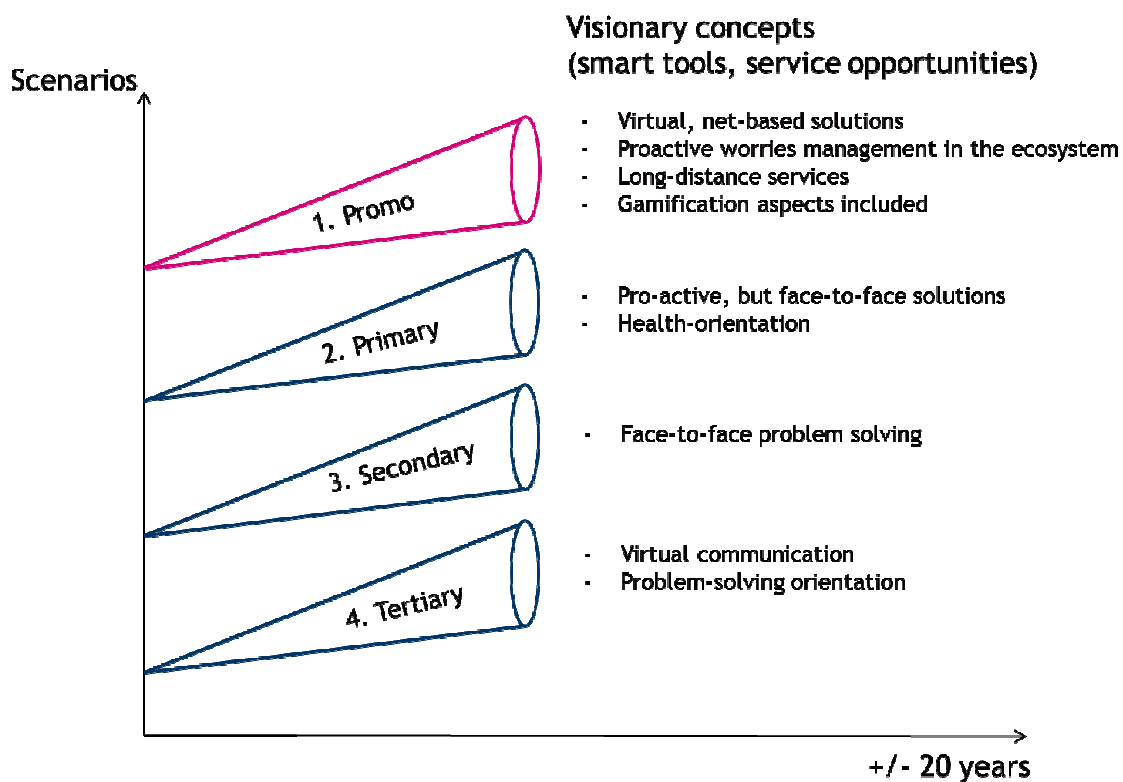 Visionary concepts
(smart tools, service opportunities)
Scenarios
- Virtual, net-based solutions
- Proactive worries management in the ecosystem
- Long-distance services
- Gamification aspects included
1. Promo
- Pro-active, but face-to-face solutions
- Health-orientation
2. Primary
- Face-to-face problem solving
3. Secondary
- Virtual communication
- Problem-solving orientation
4. Tertiary
+/- 20 years